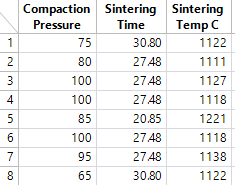 Compaction Sintering Sintering
Pressure Time Temp C
1 75 30.80 1122
2 80 27.48 1111
3 100 27.48 1127
4 100 27.48 1118
5 85 20.85 1221
6 100 27.48 1118
7 95 27.48 1138
8 65 30.80 1122